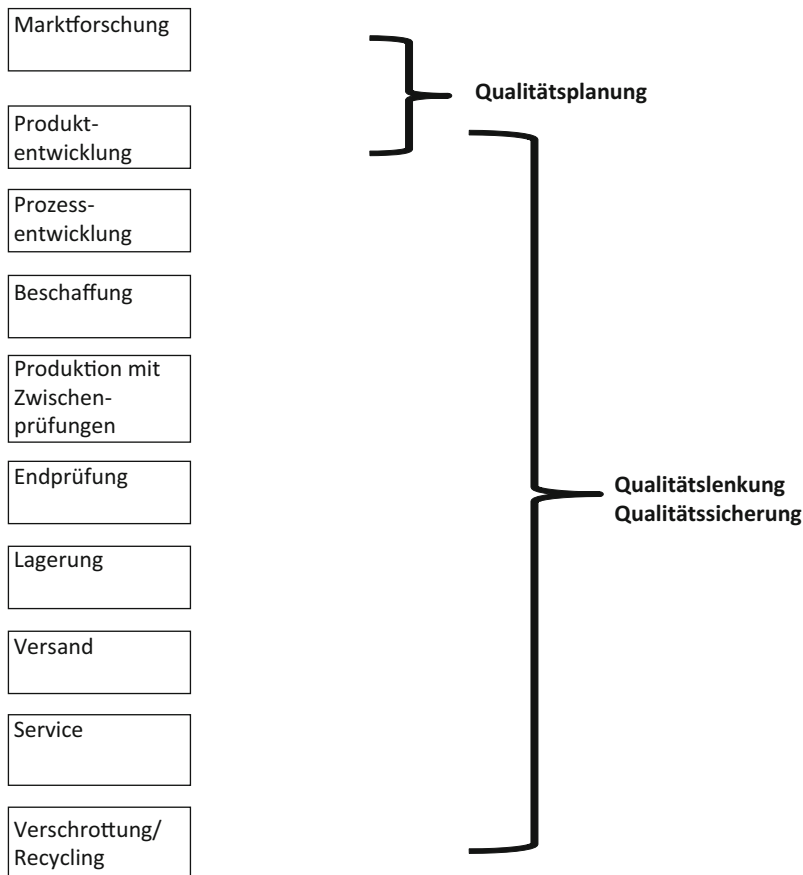 Marktforschung
Qualitätsplanung
Produkt-
entwicklung
Prozess-
entwicklung
Beschaffung
Produktion mit
Zwischen-
prüfungen
Endprüfung
Qualitätslenkung
Qualitätssicherung
Lagerung
Versand
Service
Verschrottung/
Recycling